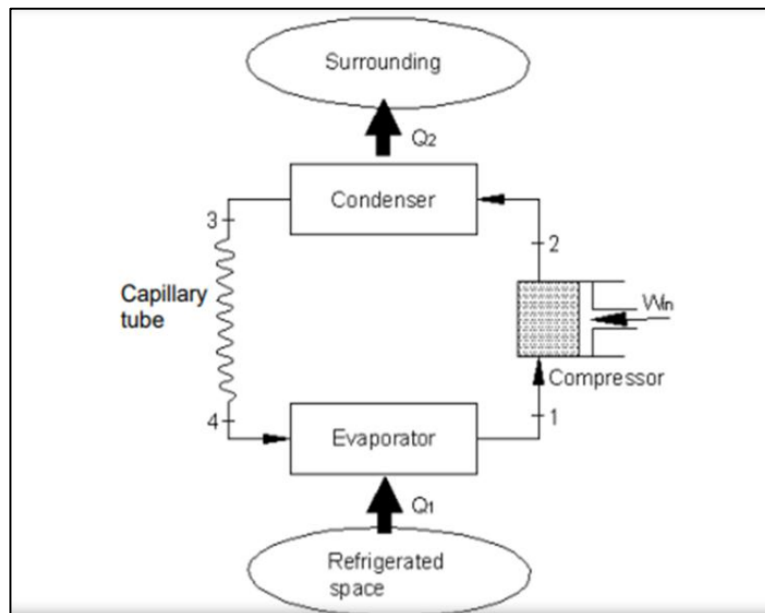 Surrounding
Q2
Condenser
3
2
Capillary
tube
Win
Compressor
4
1
Evaporator
Q1
Refrigerated
space